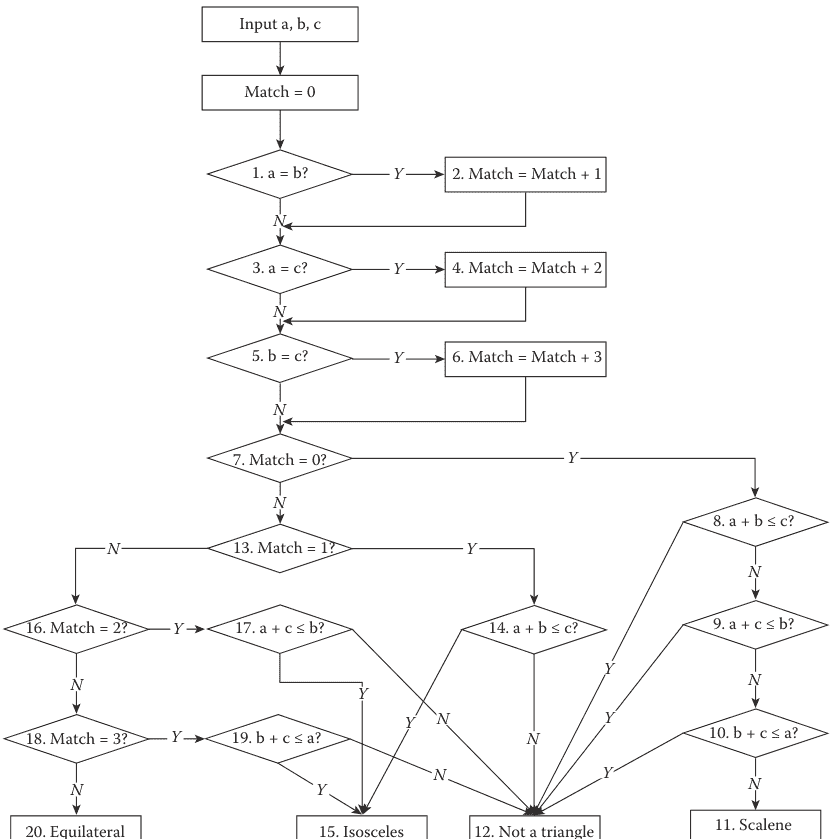 Input a, b, c
Match = 0
1. a = b?
Y
2. Match = Match + 1
N
3. a = c?
Y
4. Match = Match + 2
N
5. b = c?
Y
6. Match = Match + 3
N
7. Match = 0?
Y
N
8. a + b ≤ c?
13. Match = 1?
N
Y
N
16. Match = 2?
Y
17. a + c ≤ b?
14. a + b ≤ c?
9. a + c ≤ b?
Y
N
Y
N
Y
N
Y
N
18. Match = 3?
Y
19. b + c ≤ a?
N
10. b + c ≤ a?
N
Y
Y
N
20. Equilateral
15. Isosceles
12. Not a triangle
11. Scalene